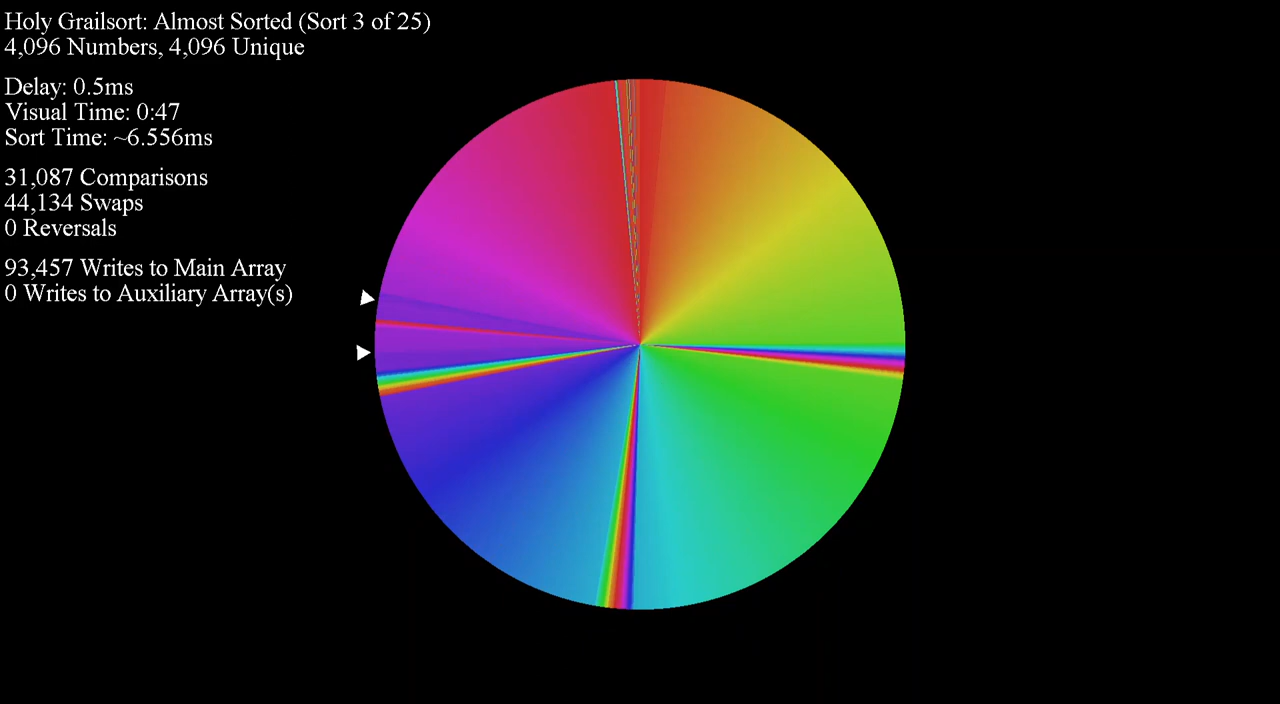 Holy Grailsort: Almost Sorted (Sort 3 of 25)
4,096 Numbers, 4,096 Unique
Delay: 0.5ms
Visual Time: 0:47
Sort Time: ~6.556ms
31,087 Comparisons
44,134 Swaps
0 Reversals
93,457 Writes to Main Array
0 Writes to Auxiliary Array(s)